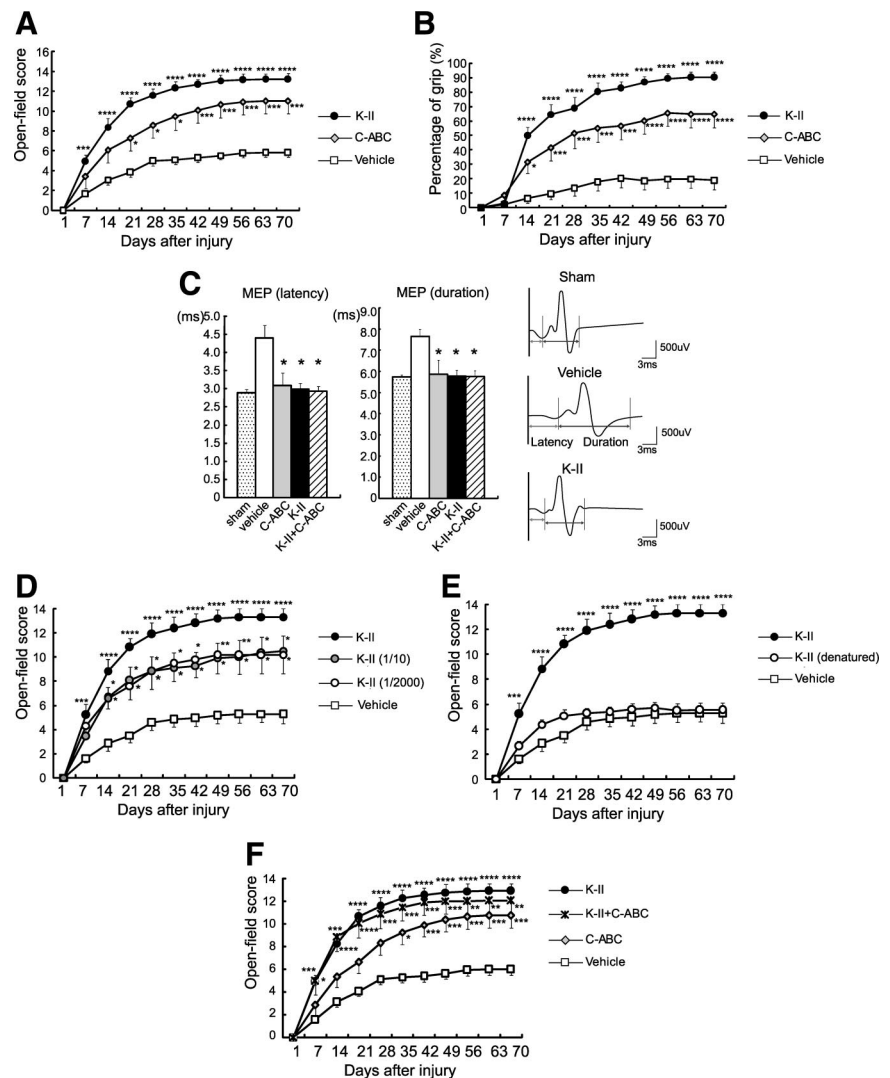 A
Open-field score
16
14
12
10
8
6
4
2
0
*** **** **** **** **** **** **** **** **** ****
* * * *** *** *** *** ***
1 7 14 21 28 35 42 49 56 63 70
Days after injury
K-II
C-ABC
Vehicle
B
Percentage of grip (%)
100
90
80
70
60
50
40
30
20
10
0
**** **** **** **** **** **** **** **** ****
* *** *** *** *** *** **** **** ****
1 7 14 21 28 35 42 49 56 63 70
Days after injury
K-II
C-ABC
Vehicle
C
MEP (latency)
(ms)
5.0
4.5
4.0
3.5
3.0
2.5
2.0
1.5
1.0
.5
0
* * *
sham
vehicle
C-ABC
K-II
K-II+C-ABC
MEP (duration)
(ms)
9.0
8.0
7.0
6.0
5.0
4.0
3.0
2.0
1.0
0
* * *
sham
vehicle
C-ABC
K-II
K-II+C-ABC
Sham
500uV
3ms
Vehicle
Latency Duration
500uV
3ms
K-II
500uV
3ms
D
Open-field score
14
12
10
8
6
4
2
0
*** **** **** **** **** **** **** **** **** ****
1 7 14 21 28 35 42 49 56 63 70
Days after injury
K-II
K-II (1/10)
K-II (1/2000)
Vehicle
E
Open-field score
14
12
10
8
6
4
2
0
*** **** **** **** **** **** **** **** **** ****
1 7 14 21 28 35 42 49 56 63 70
Days after injury
K-II
K-II (denatured)
Vehicle
F
Open-field score
14
12
10
8
6
4
2
0
1 7 14 21 28 35 42 49 56 63 70
Days after injury
K-II
K-II+C-ABC
C-ABC
Vehicle